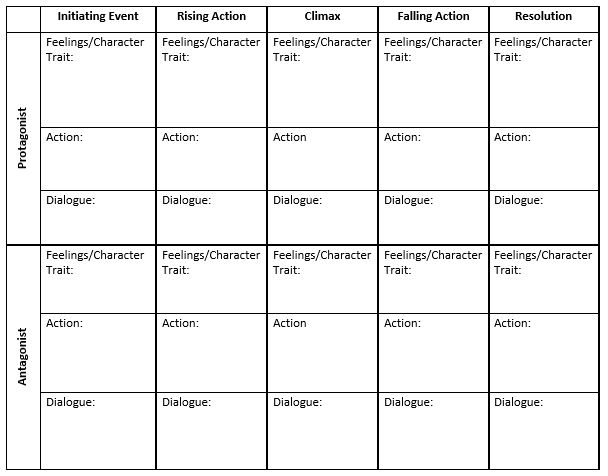 Initiating Event Rising Action Climax Falling Action Resolution
Protagonist
Feelings/Character Feelings/Character Feelings/Character Feelings/Character Feelings/Character
Trait: Trait: Trait: Trait: Trait:
Action: Action: Action Action: Action:
Dialogue: Dialogue: Dialogue: Dialogue: Dialogue:
Antagonist
Feelings/Character Feelings/Character Feelings/Character Feelings/Character Feelings/Character
Trait: Trait: Trait: Trait: Trait:
Action: Action: Action Action: Action:
Dialogue: Dialogue: Dialogue: Dialogue: Dialogue: